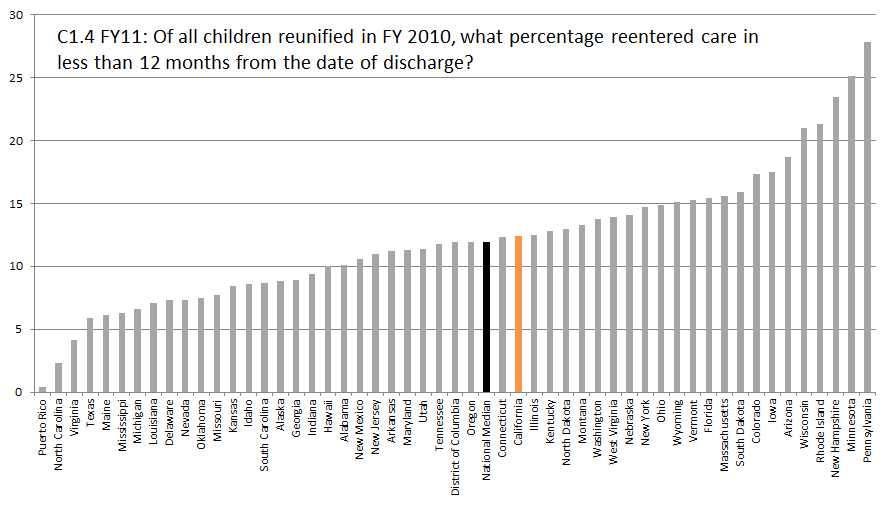 30
C1.4 FY11: Of all children reunified in FY 2010, what percentage reentered care in
less than 12 months from the date of discharge?
25
20
15
10
5
0
Puerto Rico
North Carolina
Virginia
Texas
Maine
Mississippi
Michigan
Louisiana
Delaware
Nevada
Oklahoma
Missouri
Kansas
Idaho
South Carolina
Alaska
Georgia
Indiana
Hawaii
Alabama
New Mexico
New Jersey
Arkansas
Maryland
Utah
Tennessee
District of Columbia
Oregon
National Median
Connecticut
California
Illinois
Kentucky
North Dakota
Montana
Washington
West Virginia
Nebraska
New York
Ohio
Wyoming
Vermont
Florida
Massachusetts
South Dakota
Colorado
Iowa
Arizona
Wisconsin
Rhode Island
New Hampshire
Minnesota
Pennsylvania